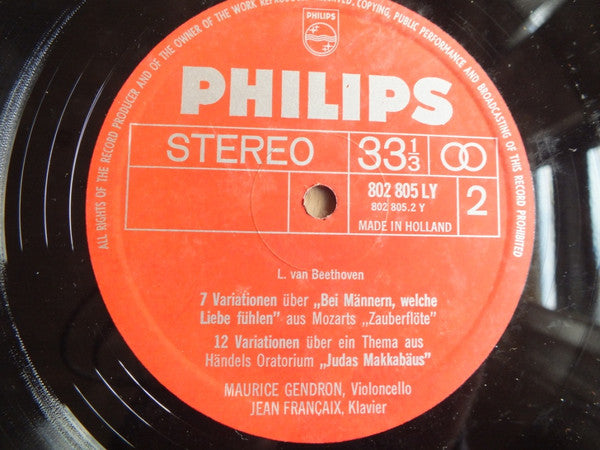 ALL RIGHTS OF THE RECORD PRODUCER AND OF THE OWNER OF THE WORK REPRODUCED RESERVED. COPYING, PUBLIC PERFORMANCE AND BROADCASTING OF THIS RECORD PROHIBITED
PHILIPS
PHILIPS
STEREO
33 1/3
802 805 LY
802 805.2 Y
2
MADE IN HOLLAND
L. van Beethoven
7 Variationen über „Bei Männern, welche
Liebe fühlen" aus Mozarts „Zauberflöte"
12 Variationen über ein Thema aus
Händels Oratorium „Judas Makkabäus"
MAURICE GENDRON, Violoncello
JEAN FRANÇAIX, Klavier